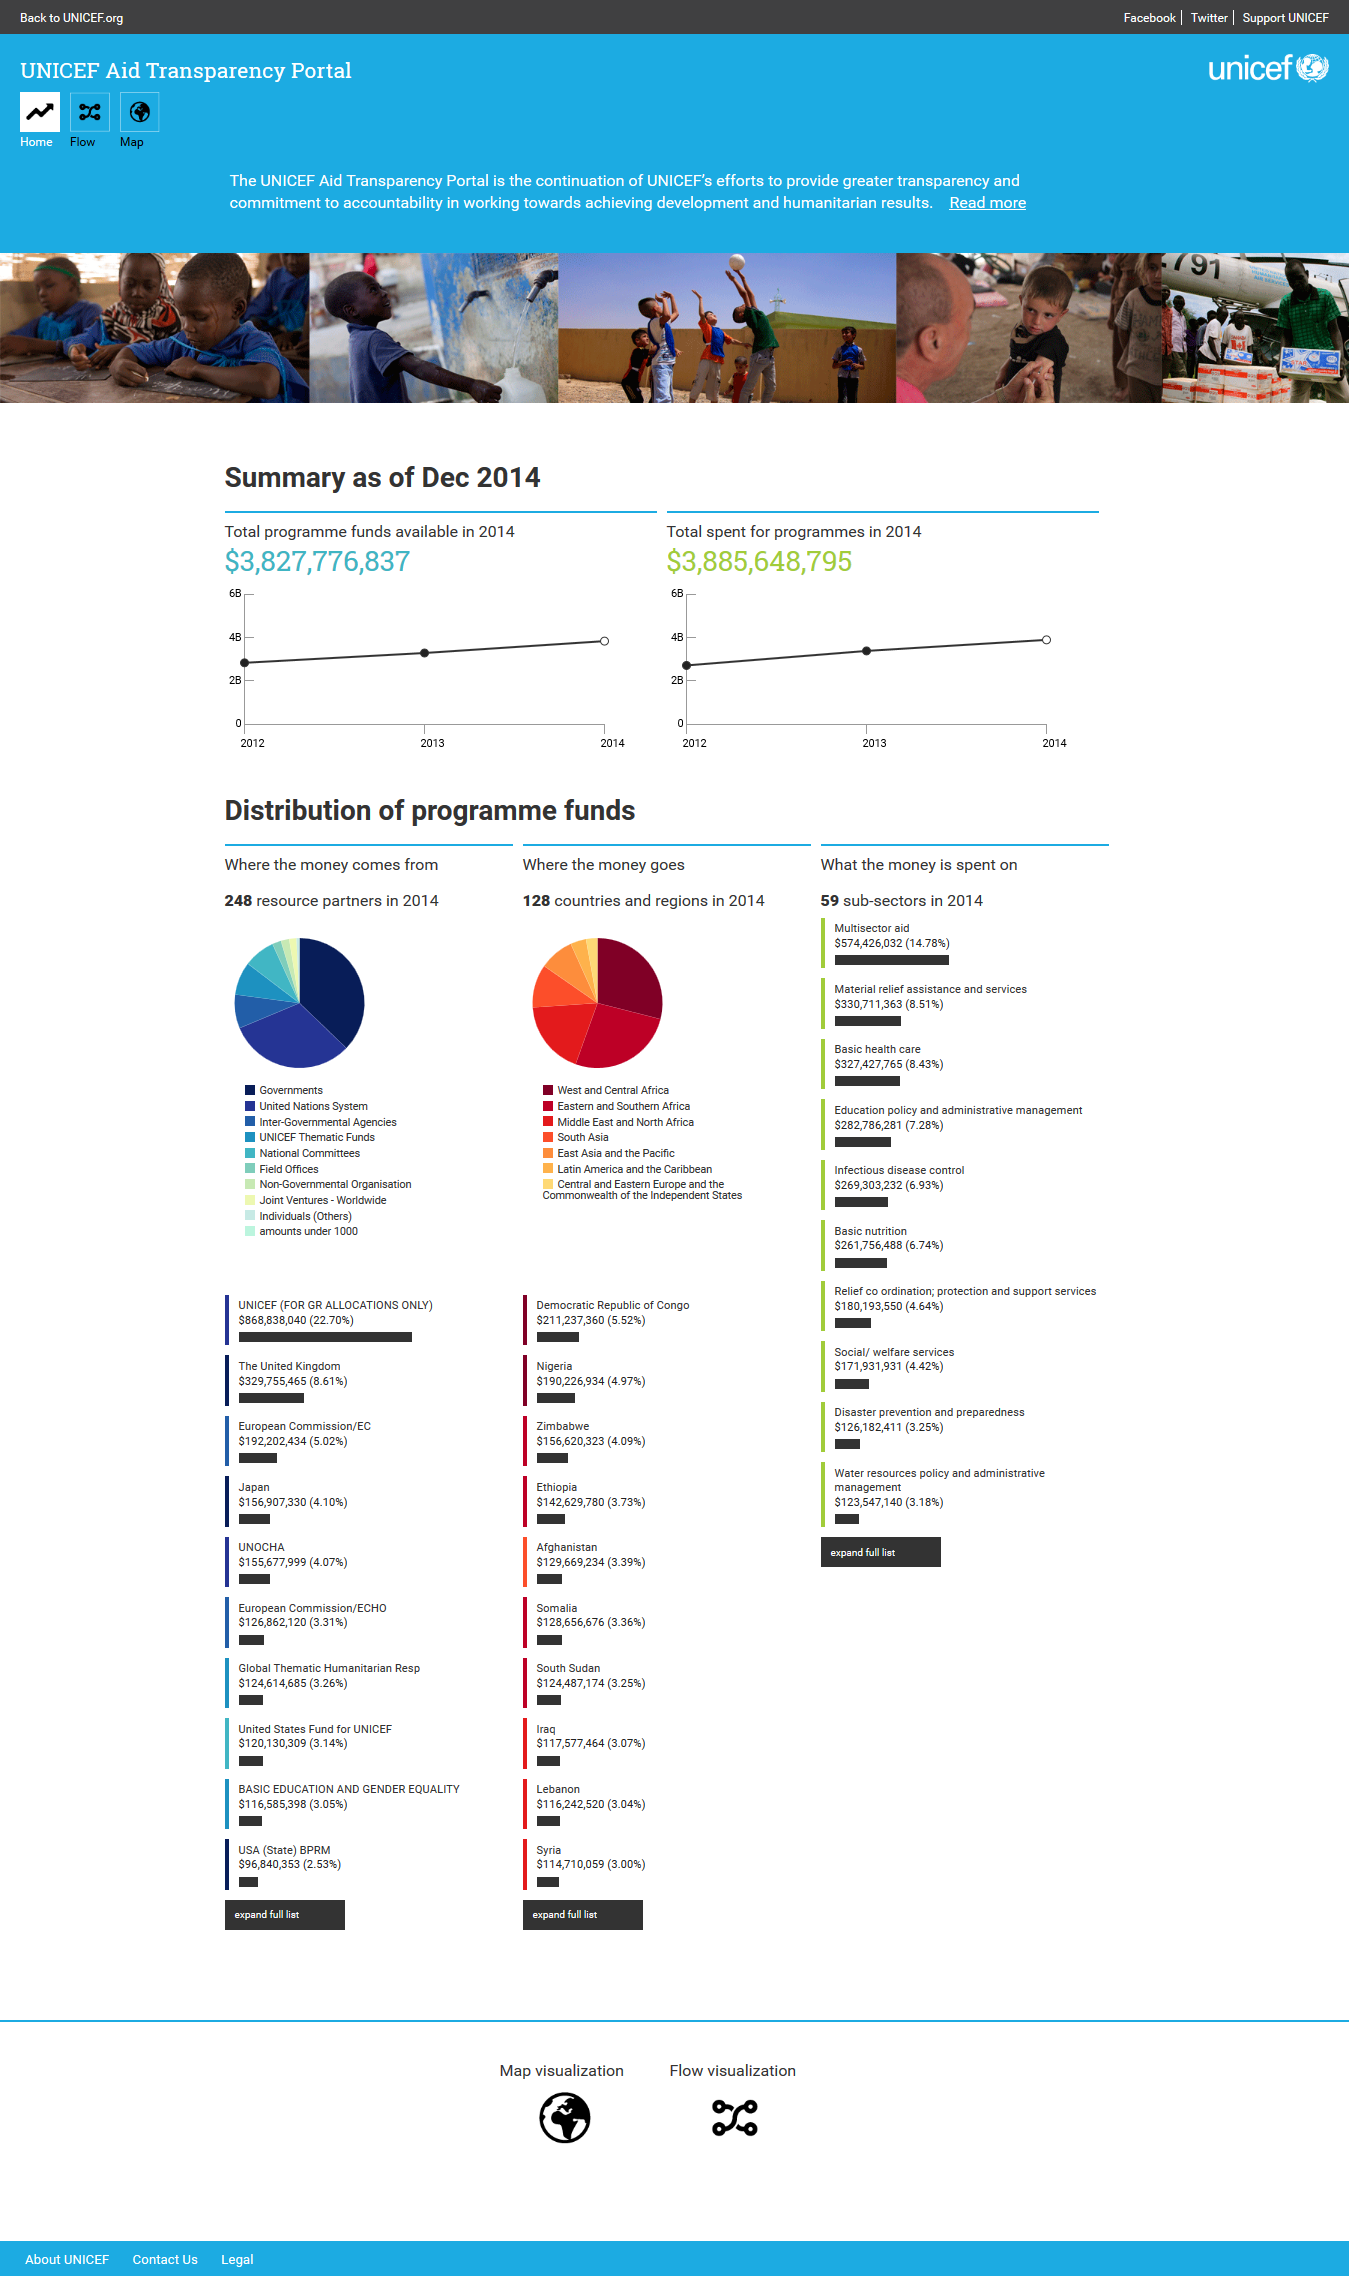 Back to UNICEF.org
Facebook
Twitter
Support UNICEF
UNICEF Aid Transparency Portal
unicef
Home
Flow
Map
The UNICEF Aid Transparency Portal is the continuation of UNICEF's efforts to provide greater transparency and
commitment to accountability in working towards achieving development and humanitarian results. Read more
791
Summary as of Dec 2014
Total programme funds available in 2014
$3,827,776,837
6B
4B
2B
0
2012
2013
2014
Total spent for programmes in 2014
$3,885,648,795
6B
4B
2B
0
2012
2013
2014
Distribution of programme funds
Where the money comes from
248 resource partners in 2014
Governments
United Nations System
Inter-Governmental Agencies
UNICEF Thematic Funds
National Committees
Field Offices
Non-Governmental Organisation
Joint Ventures - Worldwide
Individuals (Others)
amounts under 1000
UNICEF (FOR GR ALLOCATIONS ONLY)
$868,838,040 (22.70%)
The United Kingdom
$329,755,465 (8.61%)
European Commission/EC
$192,202,434 (5.02%)
Japan
$156,907,330 (4.10%)
UNOCHA
$155,677,999 (4.07%)
European Commission/ECHO
$126,862,120 (3.31%)
Global Thematic Humanitarian Resp
$124,614,685 (3.26%)
United States Fund for UNICEF
$120,130,309 (3.14%)
BASIC EDUCATION AND GENDER EQUALITY
$116,585,398 (3.05%)
USA (State) BPRM
$96,840,353 (2.53%)
expand full list
Where the money goes
128 countries and regions in 2014
West and Central Africa
Eastern and Southern Africa
Middle East and North Africa
South Asia
East Asia and the Pacific
Latin America and the Caribbean
Central and Eastern Europe and the
Commonwealth of the Independent States
Democratic Republic of Congo
$211,237,360 (5.52%)
Nigeria
$190,226,934 (4.97%)
Zimbabwe
$156,620,323 (4.09%)
Ethiopia
$142,629,780 (3.73%)
Afghanistan
$129,669,234 (3.39%)
Somalia
$128,656,676 (3.36%)
South Sudan
$124,487,174 (3.25%)
Iraq
$117,577,464 (3.07%)
Lebanon
$116,242,520 (3.04%)
Syria
$114,710,059 (3.00%)
expand full list
What the money is spent on
59 sub-sectors in 2014
Multisector aid
$574,426,032 (14.78%)
Material relief assistance and services
$330,711,363 (8.51%)
Basic health care
$327,427,765 (8.43%)
Education policy and administrative management
$282,786,281 (7.28%)
Infectious disease control
$269,303,232 (6.93%)
Basic nutrition
$261,756,488 (6.74%)
Relief co ordination; protection and support services
$180,193,550 (4.64%)
Social/ welfare services
$171,931,931 (4.42%)
Disaster prevention and preparedness
$126,182,411 (3.25%)
Water resources policy and administrative
management
$123,547,140 (3.18%)
expand full list
Map visualization
Flow visualization
About UNICEF
Contact Us
Legal